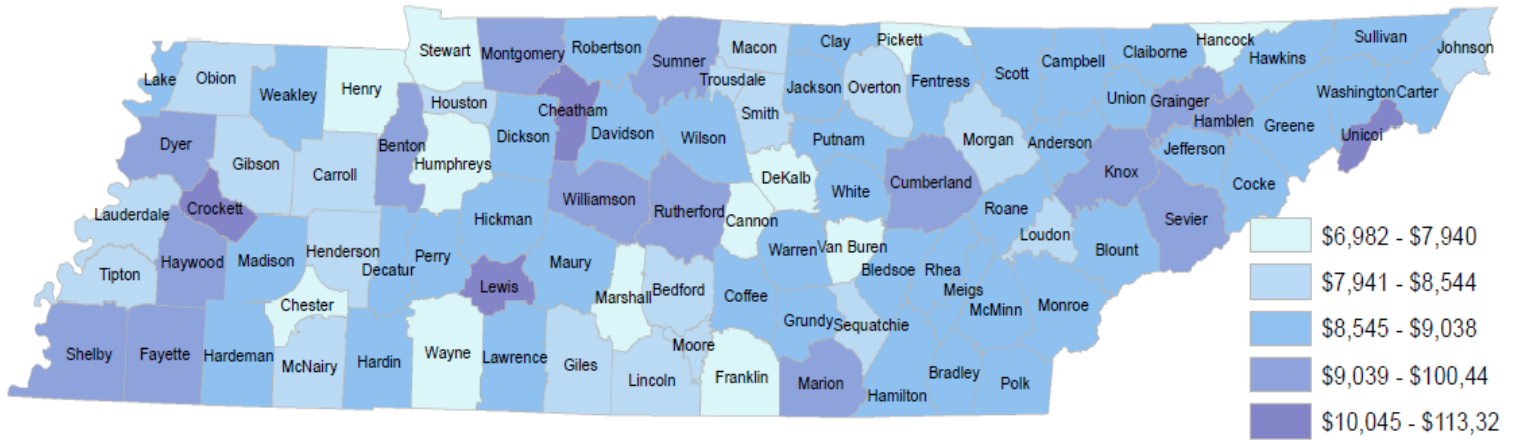 Stewart
Montgomery
Robertson
Sumner
Macon
Clay
Pickett
Hancock
Sullivan
Johnson
Lake
Obion
Weakley
Henry
Houston
Cheatham
Trousdale
Jackson
Overton
Fentress
Scott
Campbell
Claiborne
Hawkins
Union
Grainger
Hamblen
Washington
Carter
Greene
Unicoi
Dyer
Gibson
Carroll
Benton
Humphreys
Dickson
Davidson
Wilson
Smith
Putnam
Morgan
Anderson
Jefferson
Cocke
Knox
Sevier
Lauderdale
Crockett
Williamson
Rutherford
Cannon
DeKalb
White
Cumberland
Roane
Loudon
Blount
Tipton
Haywood
Madison
Henderson
Decatur
Perry
Hickman
Lewis
Maury
Marshall
Bedford
Coffee
Warren
Van Buren
Bledsoe
Rhea
Meigs
McMinn
Monroe
Chester
Grundy
Sequatchie
Moore
Shelby
Fayette
Hardeman
McNairy
Hardin
Wayne
Lawrence
Giles
Lincoln
Franklin
Marion
Hamilton
Bradley
Polk
$6,982 - $7,940
$7,941 - $8,544
$8,545 - $9,038
$9,039 - $100,44
$10,045 - $113,32